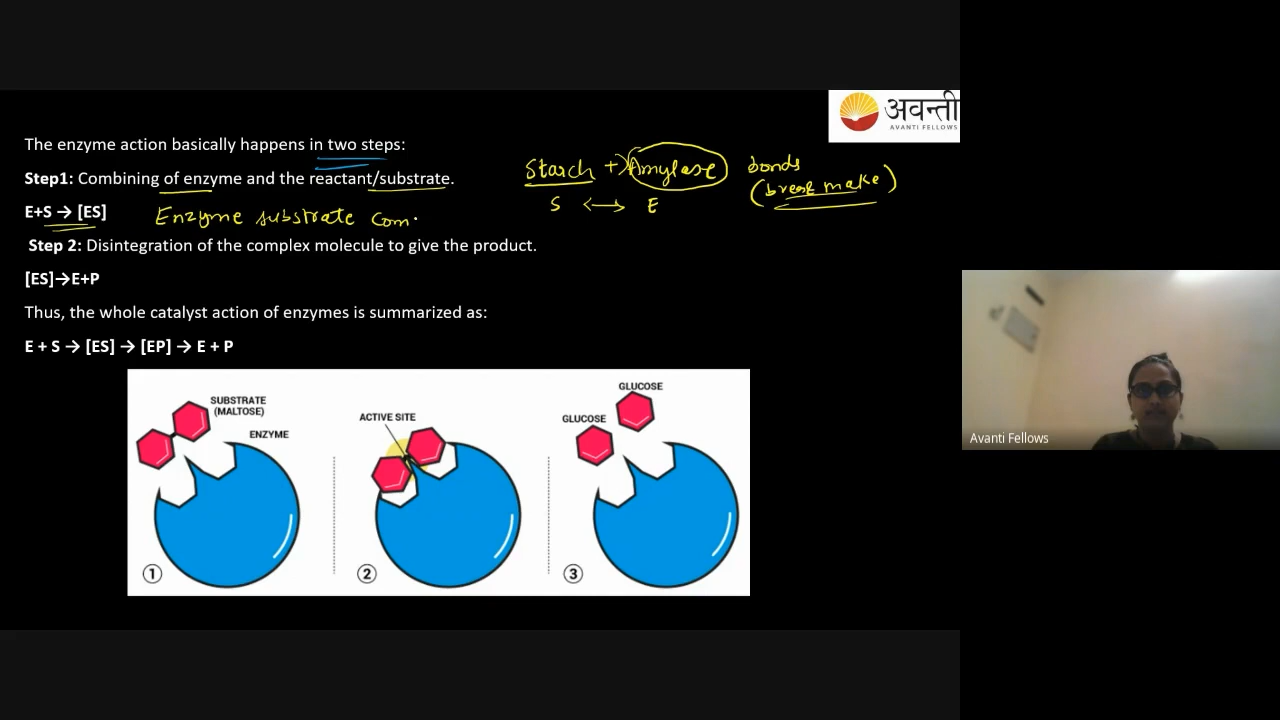 अवन्ती
AVANTI FELLOWS
The enzyme action basically happens in two steps:
Starch + Amylase bonds
Step1: Combining of enzyme and the reactant/substrate.
(break make)
S ⟷ E
E+S → [ES] Enzyme substrate com
Step 2: Disintegration of the complex molecule to give the product.
[ES]→E+P
Thus, the whole catalyst action of enzymes is summarized as:
E + S → [ES] → [EP] → E + P
SUBSTRATE
(MALTOSE)
ENZYME
ACTIVE SITE
GLUCOSE
GLUCOSE
1
2
3
Avanti Fellows